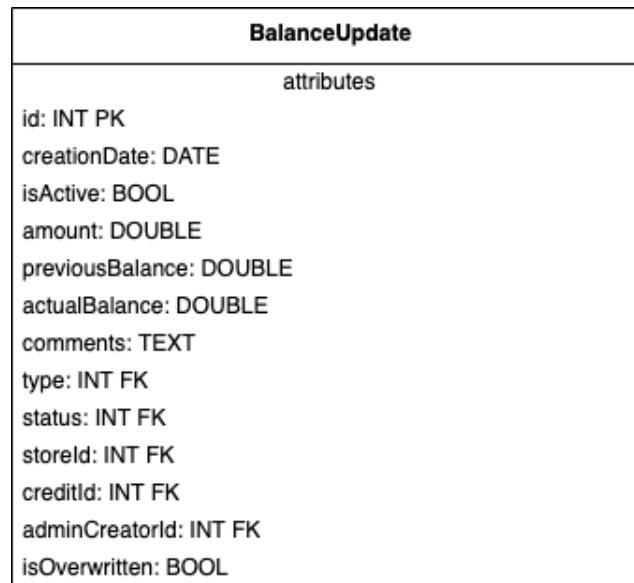 BalanceUpdate
attributes
id: INT PK
creationDate: DATE
isActive: BOOL
amount: DOUBLE
previousBalance: DOUBLE
actualBalance: DOUBLE
comments: TEXT
type: INT FK
status: INT FK
storeId: INT FK
creditId: INT FK
adminCreatorId: INT FK
isOverwritten: BOOL